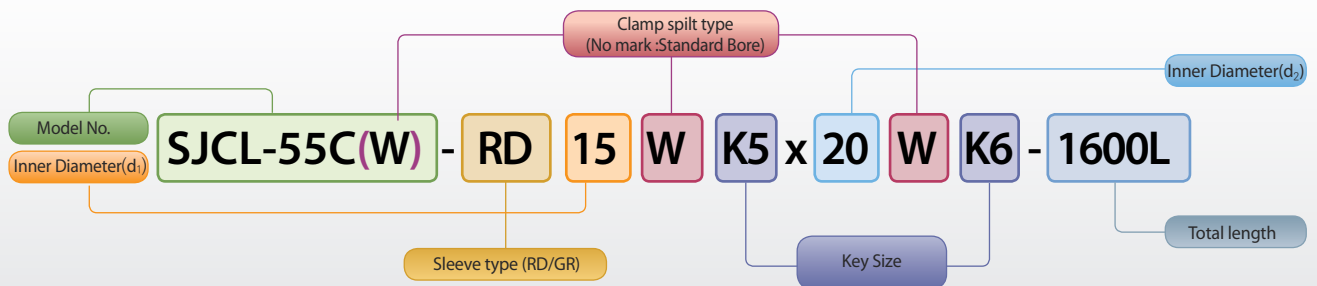 Clamp spilt type
(No mark :Standard Bore)
Inner Diameter(d₂)
Model No.
Inner Diameter(d₁)
SJCL-55C(W) - RD 15 W K5 x 20 W K6 - 1600L
Total length
Sleeve type (RD/GR)
Key Size